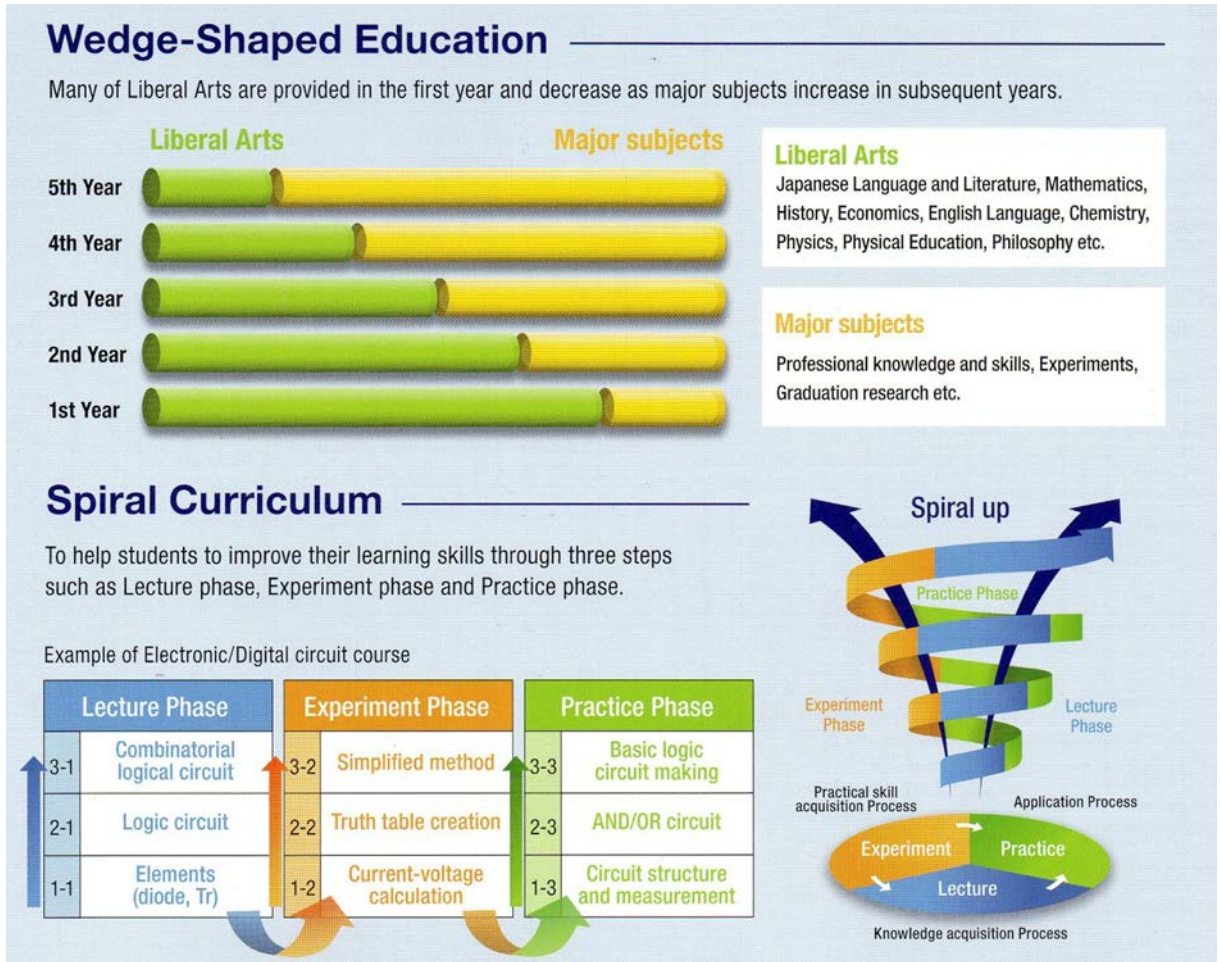 Wedge-Shaped Education
Many of Liberal Arts are provided in the first year and decrease as major subjects increase in subsequent years.
Liberal Arts
Major subjects
5th Year
4th Year
3rd Year
2nd Year
1st Year
Liberal Arts
Japanese Language and Literature, Mathematics,
History, Economics, English Language, Chemistry,
Physics, Physical Education, Philosophy etc.
Major subjects
Professional knowledge and skills, Experiments,
Graduation research etc.
Spiral Curriculum
To help students to improve their learning skills through three steps
such as Lecture phase, Experiment phase and Practice phase.
Example of Electronic/Digital circuit course
Lecture Phase
3-1 Combinatorial
logical circuit
2-1 Logic circuit
1-1 Elements
(diode, Tr)
Experiment Phase
3-2 Simplified method
2-2 Truth table creation
1-2 Current-voltage
calculation
Practice Phase
3-3 Basic logic
circuit making
2-3 AND/OR circuit
1-3 Circuit structure
and measurement
Spiral up
Practice Phase
Experiment
Phase
Lecture
Phase
Practical skill
acquisition Process
Application Process
Experiment
Practice
Lecture
Knowledge acquisition Process